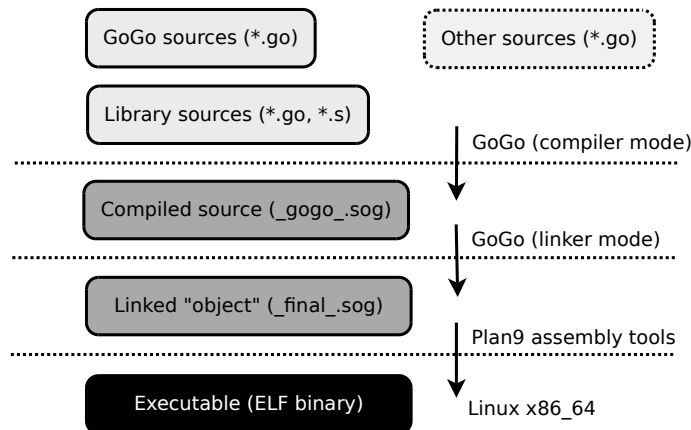 GoGo sources (*.go)
Other sources (*.go)
Library sources (*.go, *.s)
GoGo (compiler mode)
Compiled source (_gogo_.sog)
GoGo (linker mode)
Linked "object" (_final_.sog)
Plan9 assembly tools
Executable (ELF binary)
Linux x86_64